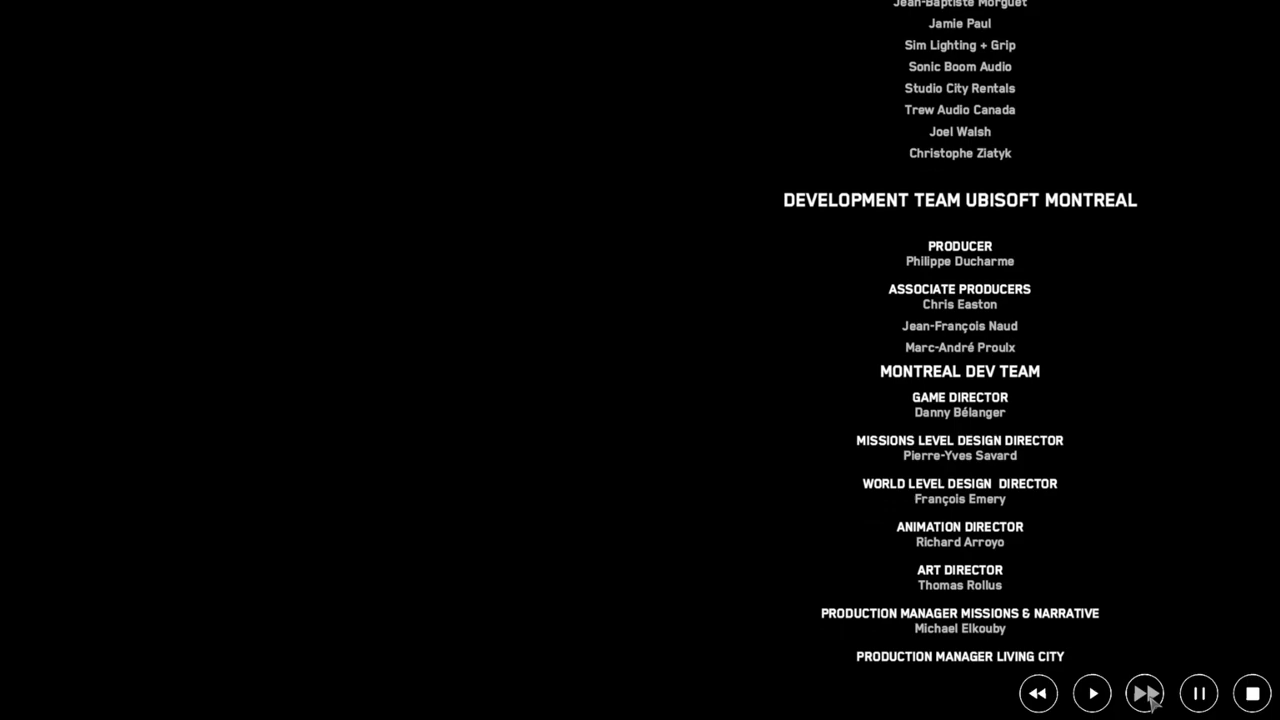 Jean-Baptiste Morguet
Jamie Paul
Sim Lighting + Grip
Sonic Boom Audio
Studio City Rentals
Trew Audio Canada
Joel Walsh
Christophe Ziatyk
DEVELOPMENT TEAM UBISOFT MONTREAL
PRODUCER
Philippe Ducharme
ASSOCIATE PRODUCERS
Chris Easton
Jean-François Naud
Marc-André Proulx
MONTREAL DEV TEAM
GAME DIRECTOR
Danny Bélanger
MISSIONS LEVEL DESIGN DIRECTOR
Pierre-Yves Savard
WORLD LEVEL DESIGN DIRECTOR
François Emery
ANIMATION DIRECTOR
Richard Arroyo
ART DIRECTOR
Thomas Rollus
PRODUCTION MANAGER MISSIONS & NARRATIVE
Michael Elkouby
PRODUCTION MANAGER LIVING CITY